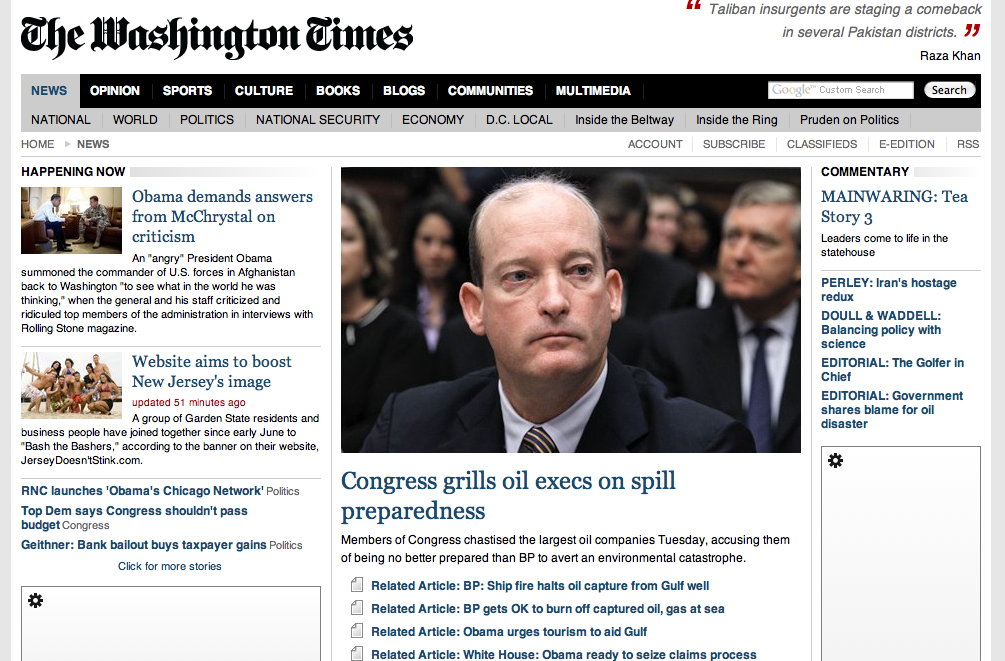 The Washington Times
“ Taliban insurgents are staging a comeback
in several Pakistan districts. ”
Raza Khan
NEWS OPINION SPORTS CULTURE BOOKS BLOGS COMMUNITIES MULTIMEDIA
Google™ Custom Search Search
NATIONAL WORLD POLITICS NATIONAL SECURITY ECONOMY D.C. LOCAL Inside the Beltway Inside the Ring Pruden on Politics
HOME NEWS
ACCOUNT SUBSCRIBE CLASSIFIEDS E-EDITION RSS
HAPPENING NOW
Obama demands answers
from McChrystal on
criticism
An "angry" President Obama
summoned the commander of U.S. forces in Afghanistan
back to Washington "to see what in the world he was
thinking," when the general and his staff criticized and
ridiculed top members of the administration in interviews with
Rolling Stone magazine.
Website aims to boost
New Jersey's image
updated 51 minutes ago
A group of Garden State residents and
business people have joined together since early June to
"Bash the Bashers," according to the banner on their website,
JerseyDoesn'tStink.com.
RNC launches 'Obama's Chicago Network' Politics
Top Dem says Congress shouldn't pass
budget Congress
Geithner: Bank bailout buys taxpayer gains Politics
Click for more stories
Congress grills oil execs on spill
preparedness
Members of Congress chastised the largest oil companies Tuesday, accusing them
of being no better prepared than BP to avert an environmental catastrophe.
Related Article: BP: Ship fire halts oil capture from Gulf well
Related Article: BP gets OK to burn off captured oil, gas at sea
Related Article: Obama urges tourism to aid Gulf
Related Article: White House: Obama ready to seize claims process
COMMENTARY
MAINWARING: Tea
Story 3
Leaders come to life in the
statehouse
PERLEY: Iran's hostage
redux
DOULL & WADDELL:
Balancing policy with
science
EDITORIAL: The Golfer in
Chief
EDITORIAL: Government
shares blame for oil
disaster